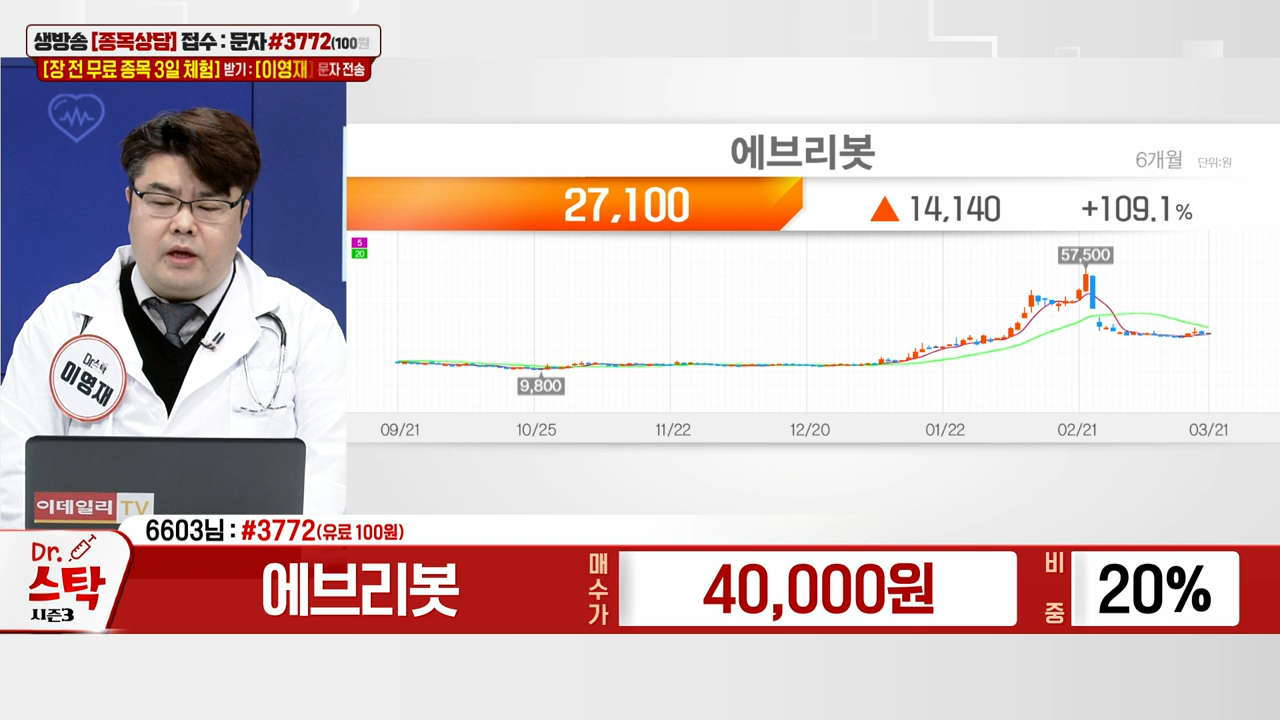 생방송 [종목상담] 접수 : 문자#3772(100원
[장 전 무료 종목 3일 체험] 받기 : [이영재] 문자 전송
에브리봇
6개월 단위:원
27,100 ▲ 14,140 +109.1%
5
20
57,500
9,800
09/21 10/25 11/22 12/20 01/22 02/21 03/21
Dr.스탁
이영재
이데일리 TV
6603님 : #3772(유료 100원)
Dr.
스탁
시즌3
에브리봇 매수가 40,000원 비중 20%